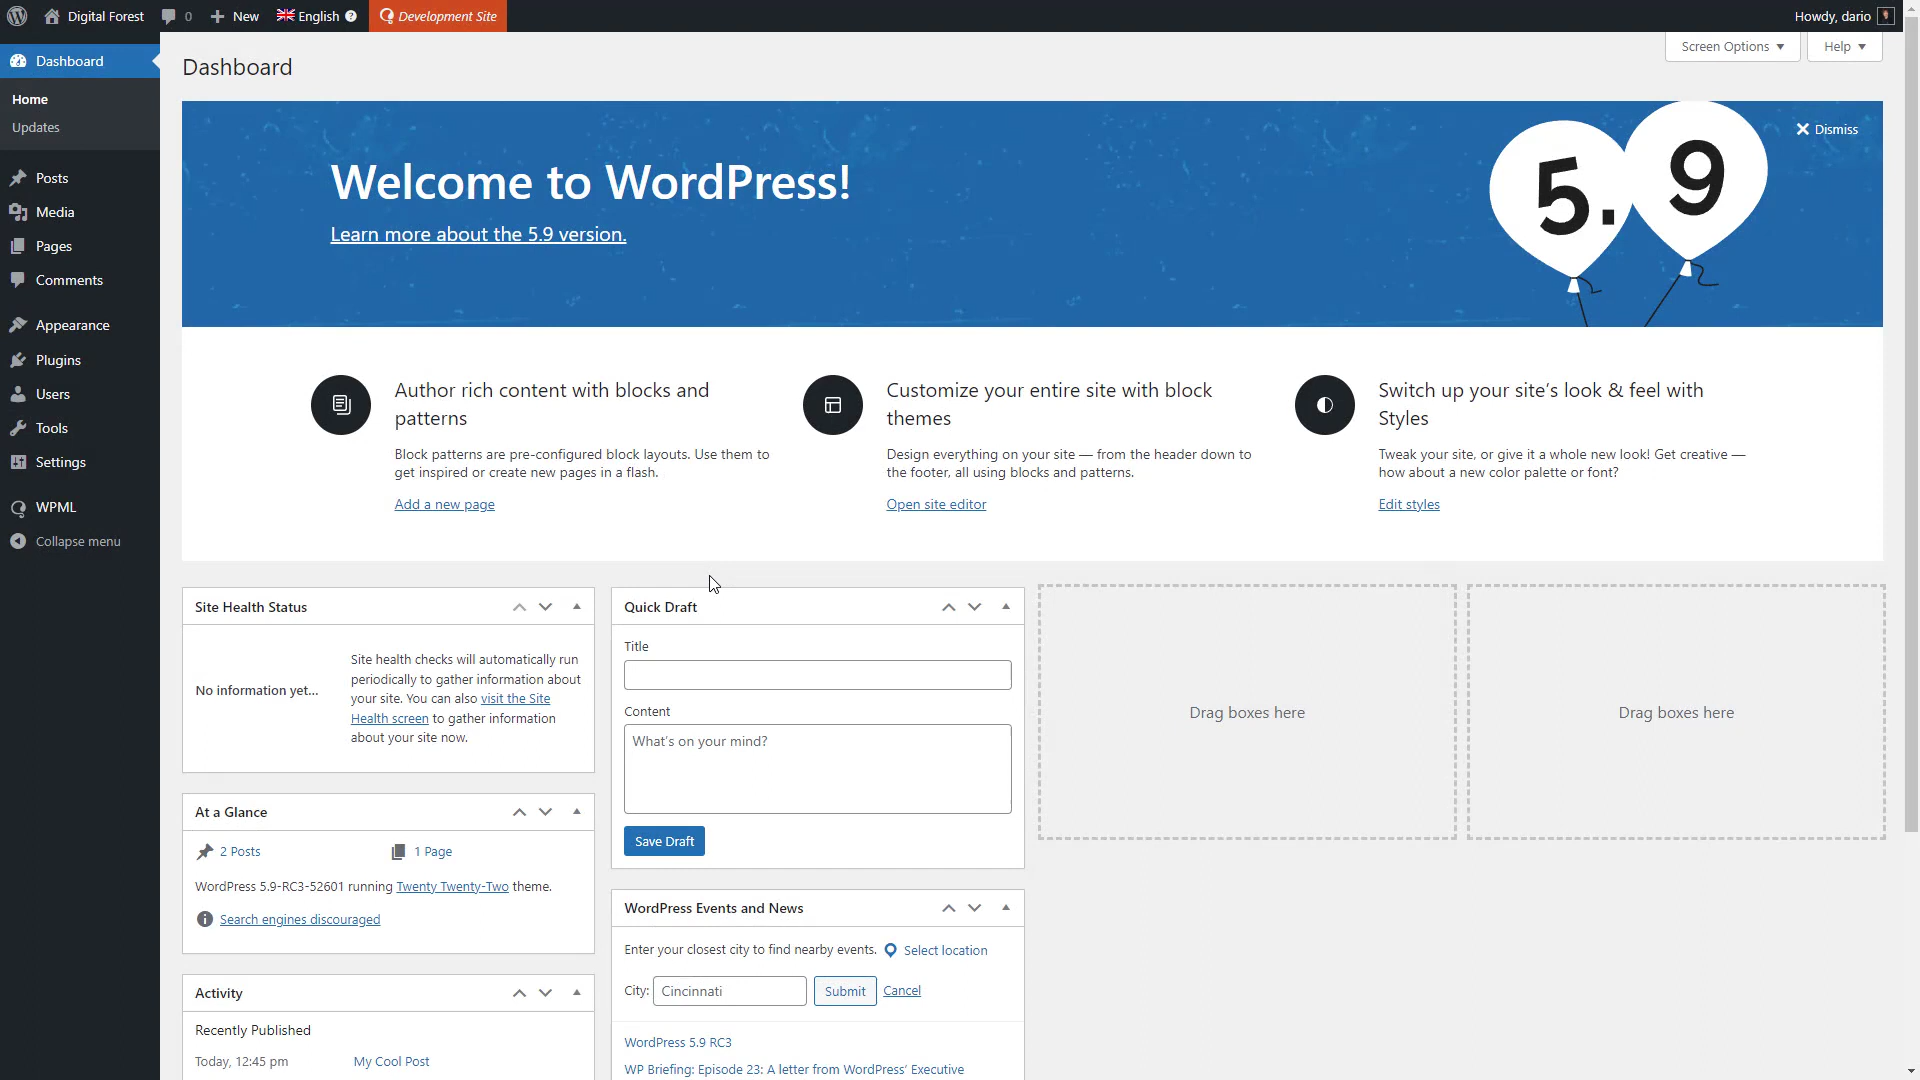 Digital Forest 0 New English Development Site Howdy, dario
Dashboard
Home
Updates
Posts
Media
Pages
Comments
Appearance
Plugins
Users
Tools
Settings
WPML
Collapse menu
Screen Options Help
Dashboard
Dismiss
Welcome to WordPress!
Learn more about the 5.9 version.
5.9
Author rich content with blocks and
patterns
Block patterns are pre-configured block layouts. Use them to
get inspired or create new pages in a flash.
Add a new page
Customize your entire site with block
themes
Design everything on your site — from the header down to
the footer, all using blocks and patterns.
Open site editor
Switch up your site’s look & feel with
Styles
Tweak your site, or give it a whole new look! Get creative —
how about a new color palette or font?
Edit styles
Site Health Status
No information yet...
Site health checks will automatically run
periodically to gather information about
your site. You can also visit the Site
Health screen to gather information
about your site now.
At a Glance
2 Posts 1 Page
WordPress 5.9-RC3-52601 running Twenty Twenty-Two theme.
Search engines discouraged
Activity
Recently Published
Today, 12:45 pm My Cool Post
Quick Draft
Title
Content
What’s on your mind?
Save Draft
WordPress Events and News
Enter your closest city to find nearby events. Select location
City: Cincinnati Submit Cancel
WordPress 5.9 RC3
WP Briefing: Episode 23: A letter from WordPress’ Executive
Drag boxes here
Drag boxes here